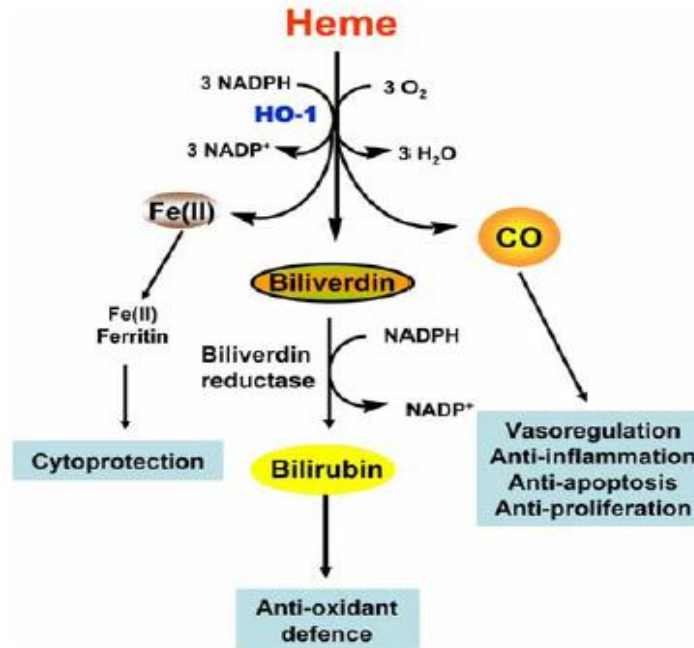 Heme
3 NADPH
3 O₂
HO-1
3 NADP⁺
3 H₂O
Fe(II)
CO
Biliverdin
Fe(II)
Ferritin
NADPH
Biliverdin
reductase
NADP⁺
Vasoregulation
Anti-inflammation
Anti-apoptosis
Anti-proliferation
Cytoprotection
Bilirubin
Anti-oxidant
defence